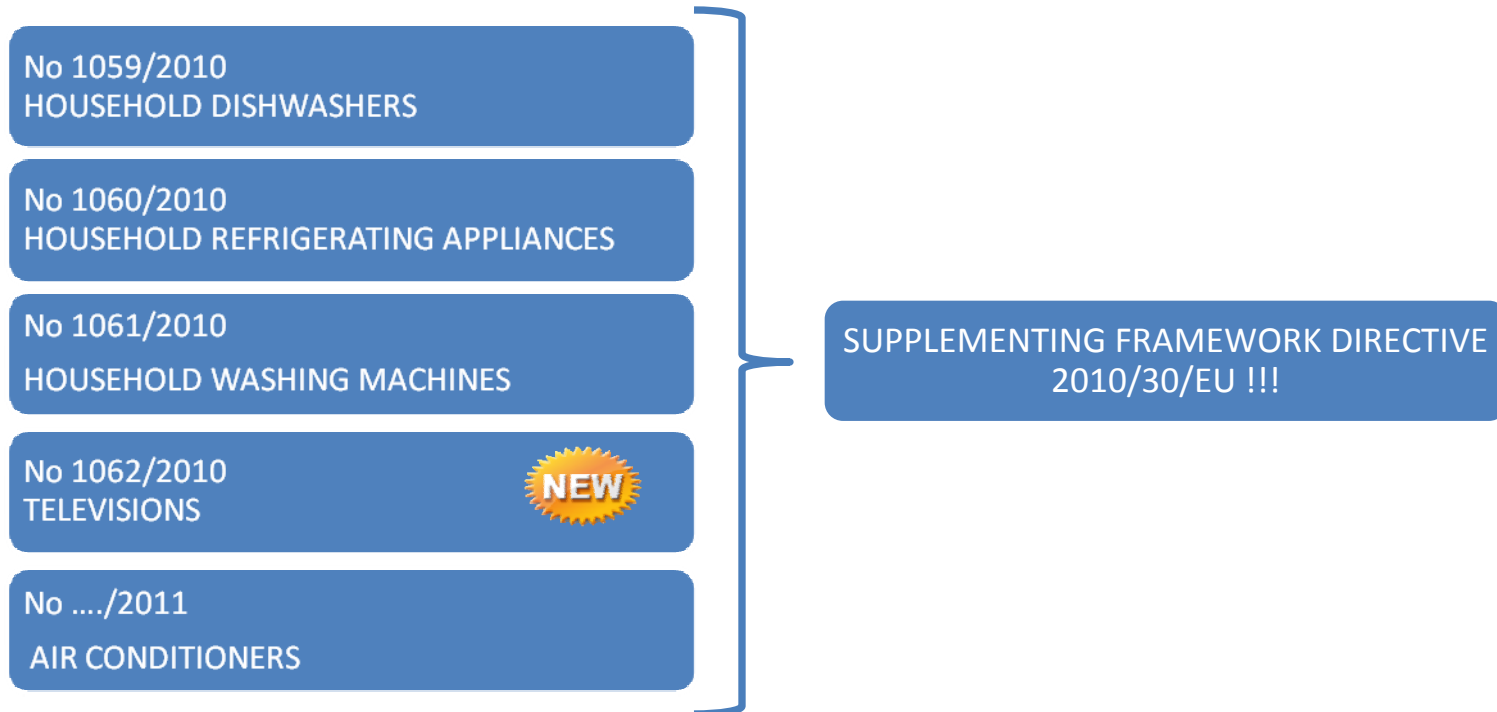 No 1059/2010
HOUSEHOLD DISHWASHERS
No 1060/2010
HOUSEHOLD REFRIGERATING APPLIANCES
No 1061/2010
HOUSEHOLD WASHING MACHINES
No 1062/2010
TELEVISIONS
NEW
No …./2011
AIR CONDITIONERS
SUPPLEMENTING FRAMEWORK DIRECTIVE
2010/30/EU !!!